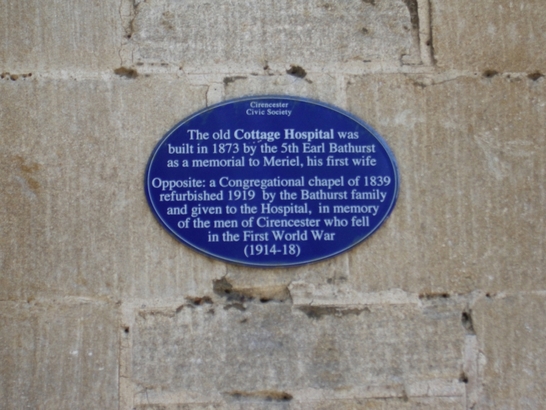 Cirencester
Civic Society
The old Cottage Hospital was
built in 1873 by the 5th Earl Bathurst
as a memorial to Meriel, his first wife
Opposite: a Congregational chapel of 1839
refurbished 1919 by the Bathurst family
and given to the Hospital, in memory
of the men of Cirencester who fell
in the First World War
(1914-18)